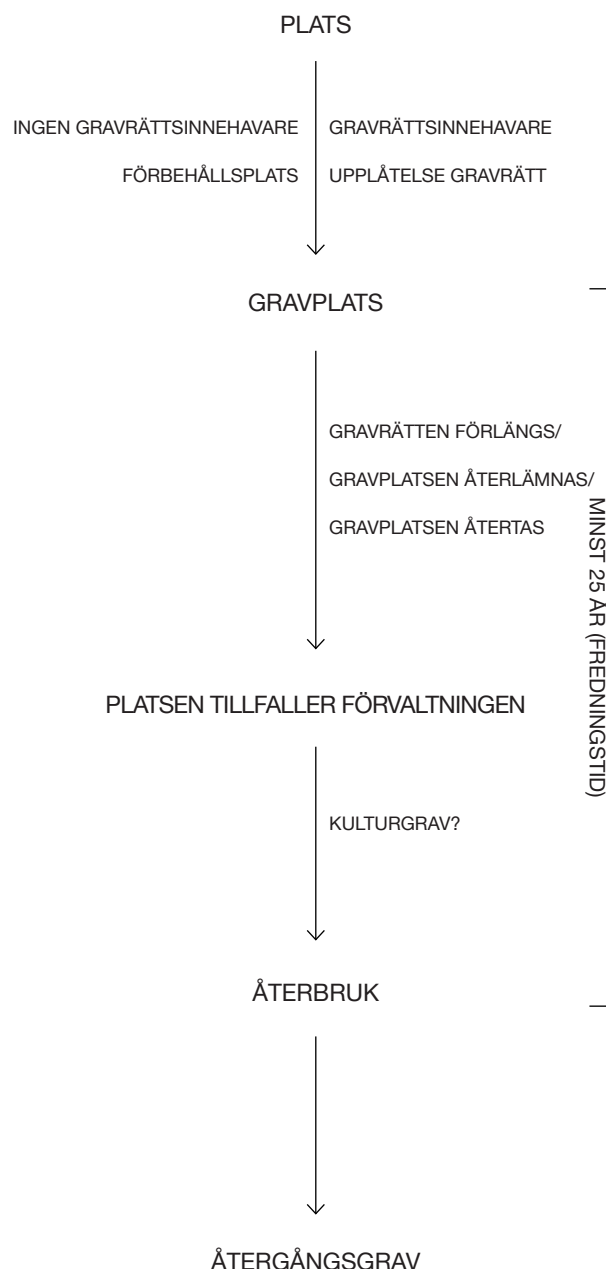 PLATS
INGEN GRAVRÄTTSINNEHAVARE
GRAVRÄTTSINNEHAVARE
FÖRBEHÅLLSPLATS
UPPLÅTELSE GRAVRÄTT
GRAVPLATS
GRAVRÄTTEN FÖRLÄNGS/
GRAVPLATSEN ÅTERLÄMNAS/
GRAVPLATSEN ÅTERTAS
MINST 25 ÅR (FREDNINGSTID)
PLATSEN TILLFALLER FÖRVALTNINGEN
KULTURGRAV?
ÅTERBRUK
ÅTERGÅNGSGRAV